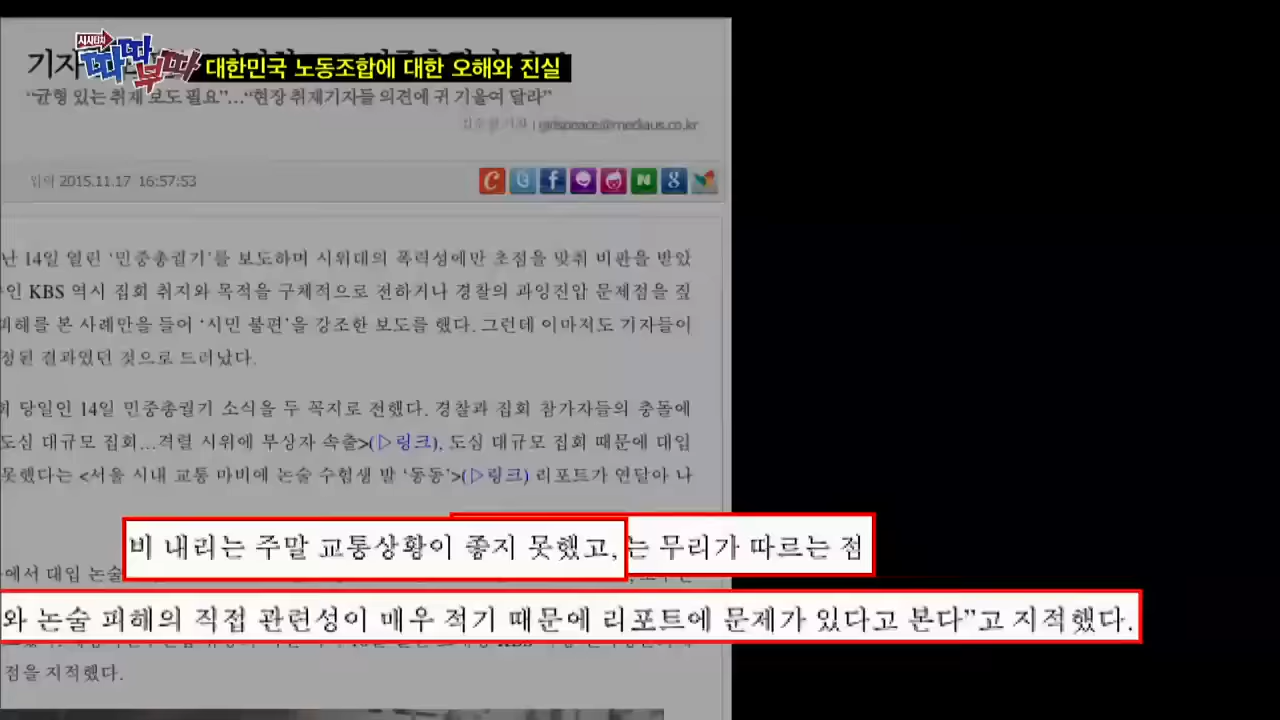 시사터치 따따부따
대한민국 노동조합에 대한 오해와 진실
기자
“균형 있는 취재 보도 필요”…“현장 취재기자들 의견에 귀 기울여 달라”
기자 | girlspeace@mediaus.co.kr
입력 2015.11.17 16:57:53
난 14일 열린 ‘민중총궐기’를 보도하며 시위대의 폭력성에만 초점을 맞춰 비판을 받았
인 KBS 역시 집회 취지와 목적을 구체적으로 전하거나 경찰의 과잉진압 문제점을 짚
피해를 본 사례만을 들어 ‘시민 불편’을 강조한 보도를 했다. 그런데 이마저도 기자들이
정된 결과였던 것으로 드러났다.
회 당일인 14일 민중총궐기 소식을 두 꼭지로 전했다. 경찰과 집회 참가자들의 충돌에
도심 대규모 집회…격렬 시위에 부상자 속출>(▷링크), 도심 대규모 집회 때문에 대입
못했다는 <서울 시내 교통 마비에 논술 수험생 발 ‘동동’>(▷링크) 리포트가 연달아 나
비 내리는 주말 교통상황이 좋지 못했고, 는 무리가 따르는 점
에서 대입 논술
와 논술 피해의 직접 관련성이 매우 적기 때문에 리포트에 문제가 있다고 본다”고 지적했다.
점을 지적했다.